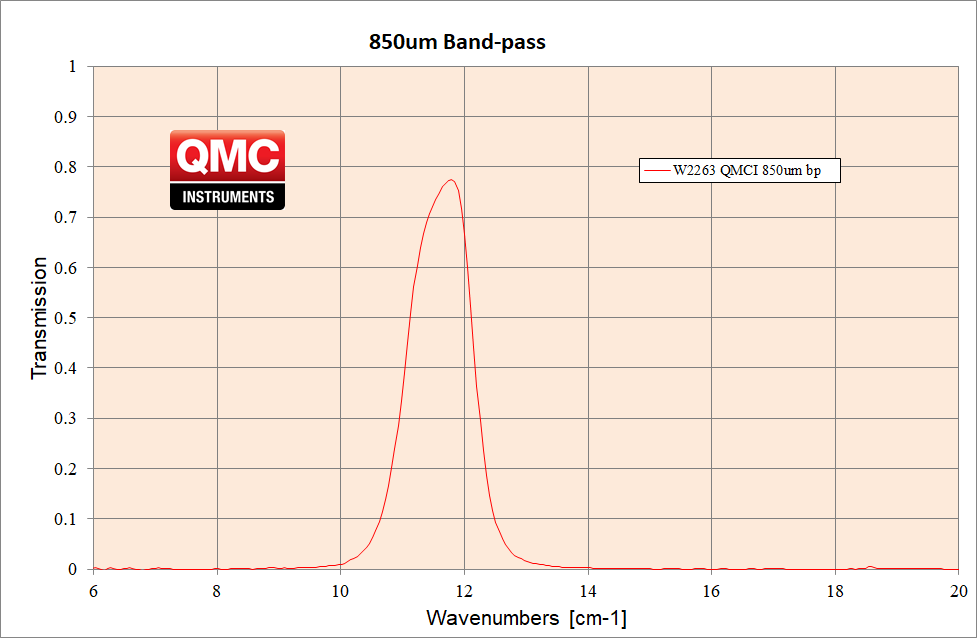 850um Band-pass
1
0.9
QMC
INSTRUMENTS
0.8
W2263 QMCI 850um bp
0.7
0.6
0.5
0.4
0.3
0.2
0.1
0
Transmission
6 8 10 12 14 16 18 20
Wavenumbers [cm-1]